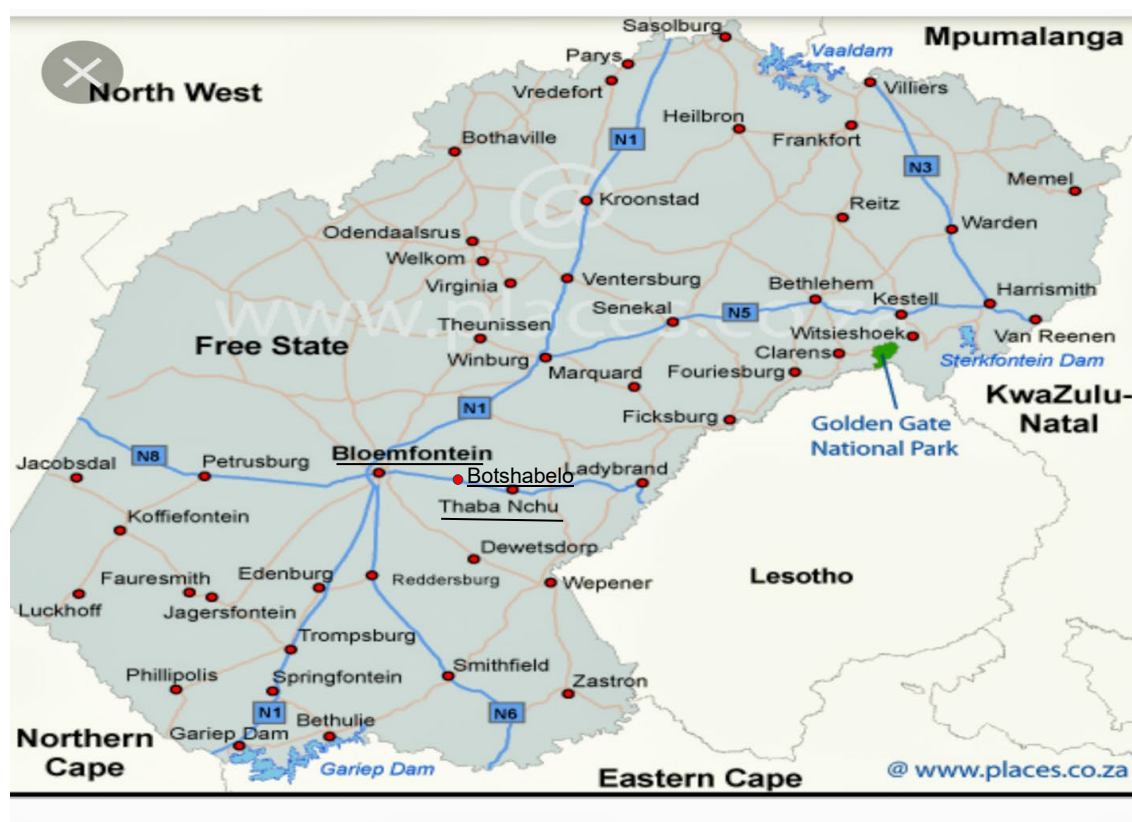 Sasolburg
Mpumalanga
Parys
Vaaldam
North West
Vredefort
Villiers
Heilbron
Bothaville
N1
Frankfort
N3
@
Memel
Kroonstad
Reitz
Odendaalsrus
Warden
Welkom
Virginia
Ventersburg
Bethlehem
Harrismith
Senekal
Kestell
www.places.co.z
N5
Theunissen
Witsieshoek
Van Reenen
Free State
Winburg
Clarens
Sterkfontein Dam
Marquard
Fouriesburg
KwaZulu-
Natal
N1
Ficksburg
Golden Gate
National Park
N8
Bloemfontein
Jacobsdal
Petrusburg
Botshabelo
Ladybrand
Thaba Nchu
Koffiefontein
Dewetsdorp
Fauresmith
Edenburg
Reddersburg
Wepener
Lesotho
Luckhoff
Jagersfontein
Trompsburg
Phillipolis
Springfontein
Smithfield
Zastron
N1
N6
Bethulie
Northern
Cape
Gariep Dam
Gariep Dam
Eastern Cape
@ www.places.co.za